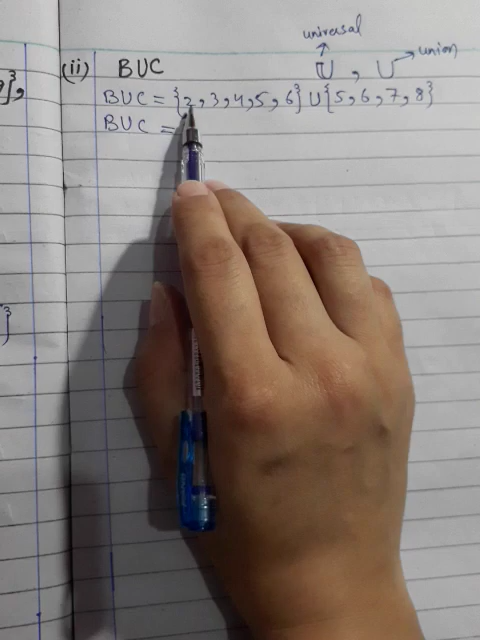 universal
U , U → union
(ii) BUC
BUC = {2,3,4,5,6} U {5,6,7,8}
BUC =
},
}